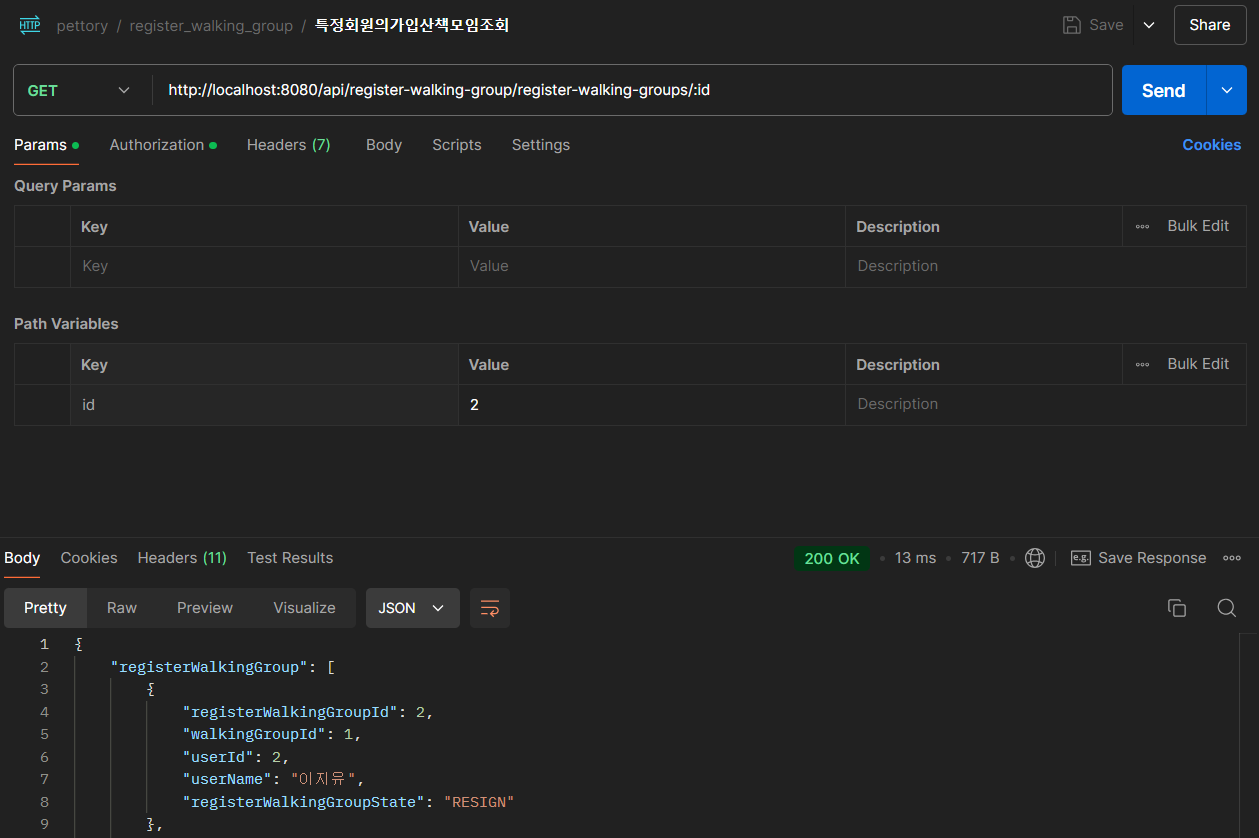 HTTP pettory / register_walking_group / 특정회원의가입산책모임조회 Save Share
GET http://localhost:8080/api/register-walking-group/register-walking-groups/:id Send
Params Authorization Headers (7) Body Scripts Settings Cookies
Query Params
Key Value Description Bulk Edit
Key Value Description
Path Variables
Key Value Description Bulk Edit
id 2 Description
Body Cookies Headers (11) Test Results 200 OK 13 ms 717 B e.g. Save Response
Pretty Raw Preview Visualize JSON
1 {
2 "registerWalkingGroup": [
3 {
4 "registerWalkingGroupId": 2,
5 "walkingGroupId": 1,
6 "userId": 2,
7 "userName": "이지유",
8 "registerWalkingGroupState": "RESIGN"
9 },